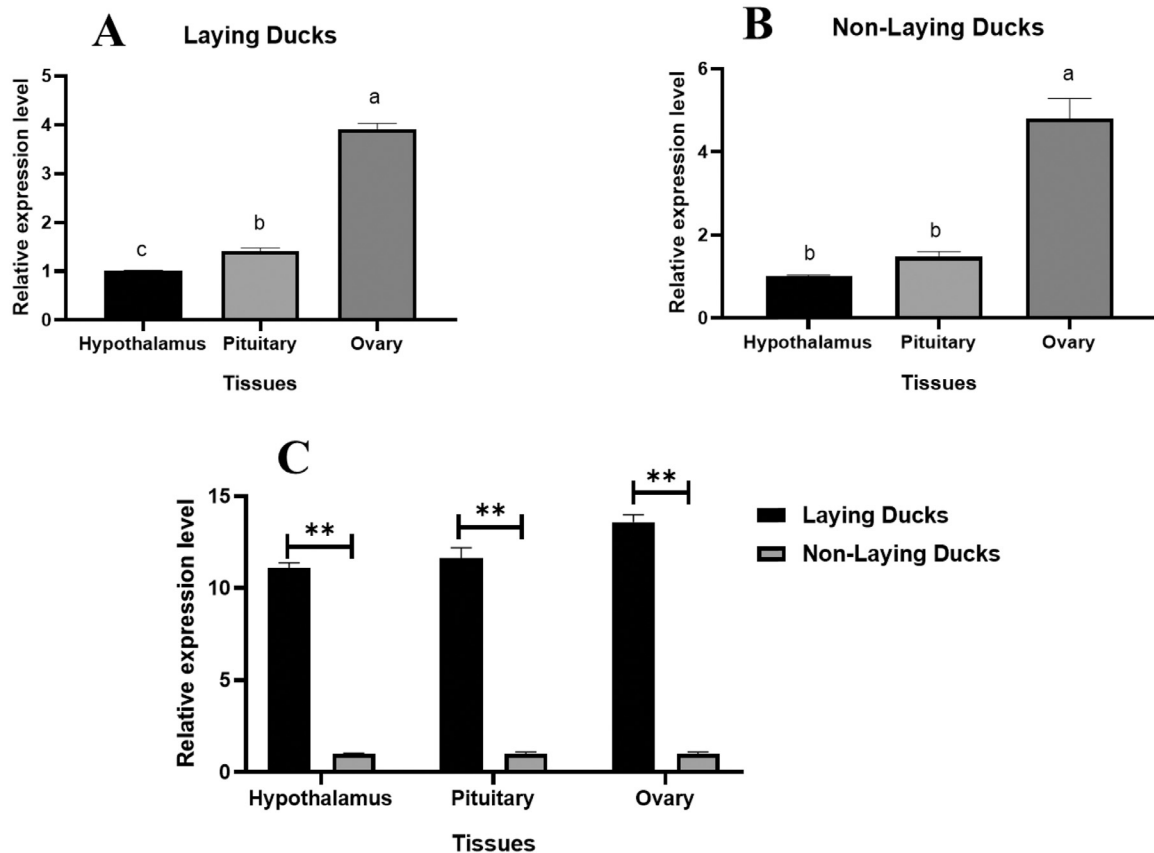 A Laying Ducks
Relative expression level
5
4
3
2
1
0
c
b
a
Hypothalamus Pituitary Ovary
Tissues
B Non-Laying Ducks
Relative expression level
6
4
2
0
b
b
a
Hypothalamus Pituitary Ovary
Tissues
C
Relative expression level
15
10
5
0
**
**
**
Hypothalamus Pituitary Ovary
Tissues
Laying Ducks
Non-Laying Ducks